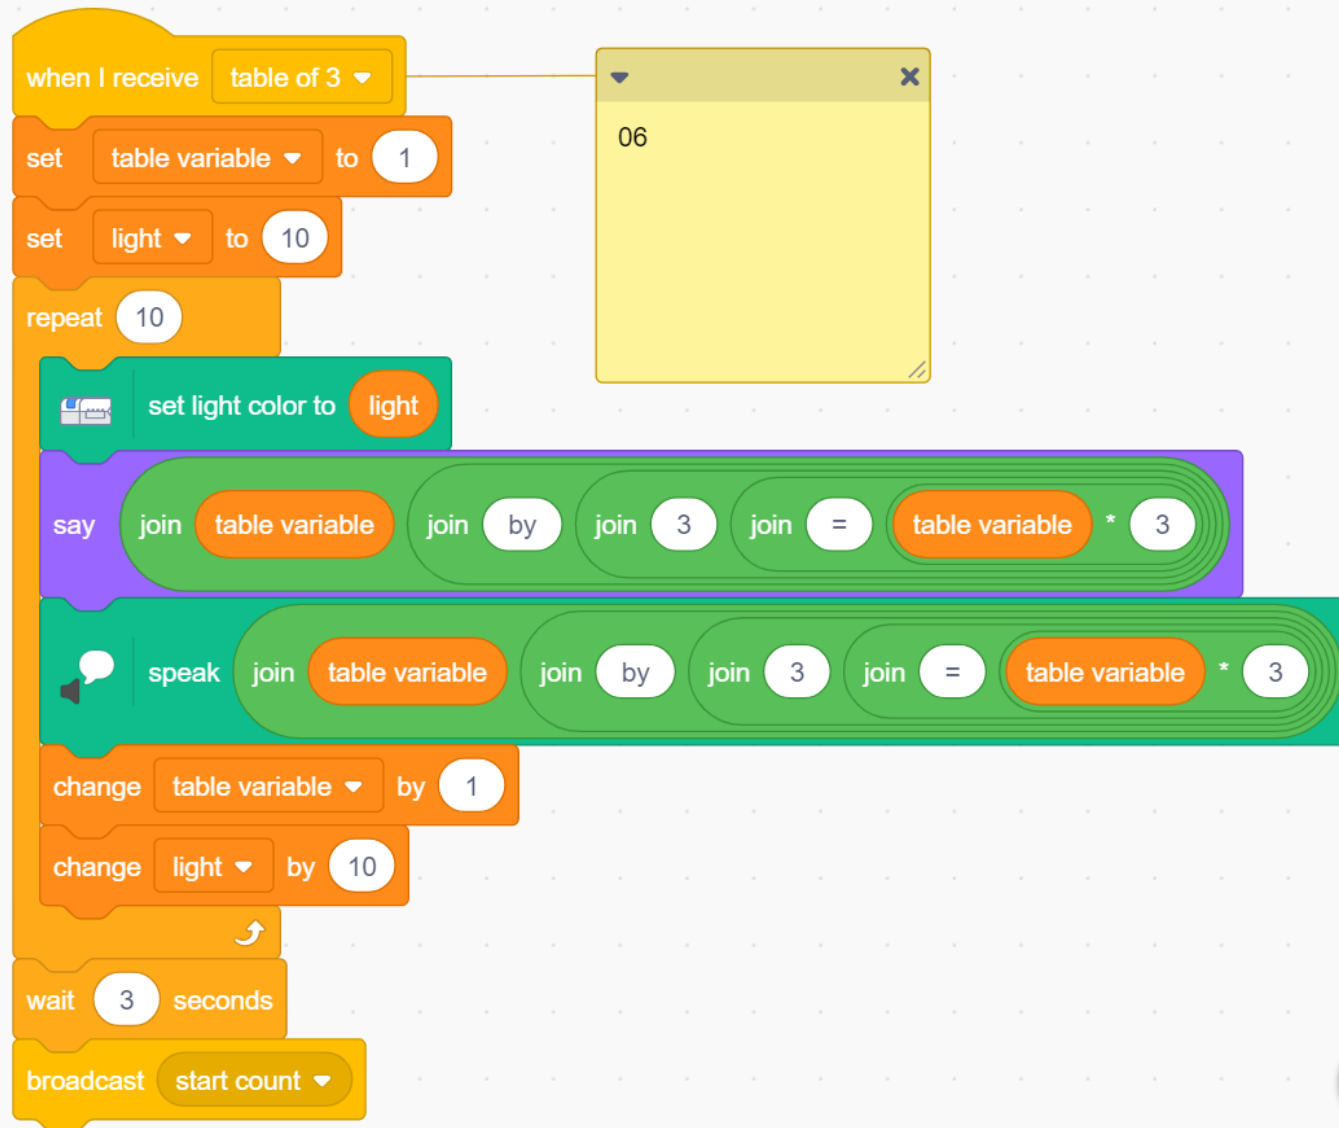 when I receive table of 3
06
set table variable to 1
set light to 10
repeat 10
set light color to light
say join table variable join by join 3 join = table variable * 3
speak join table variable join by join 3 join = table variable * 3
change table variable by 1
change light by 10
wait 3 seconds
broadcast start count